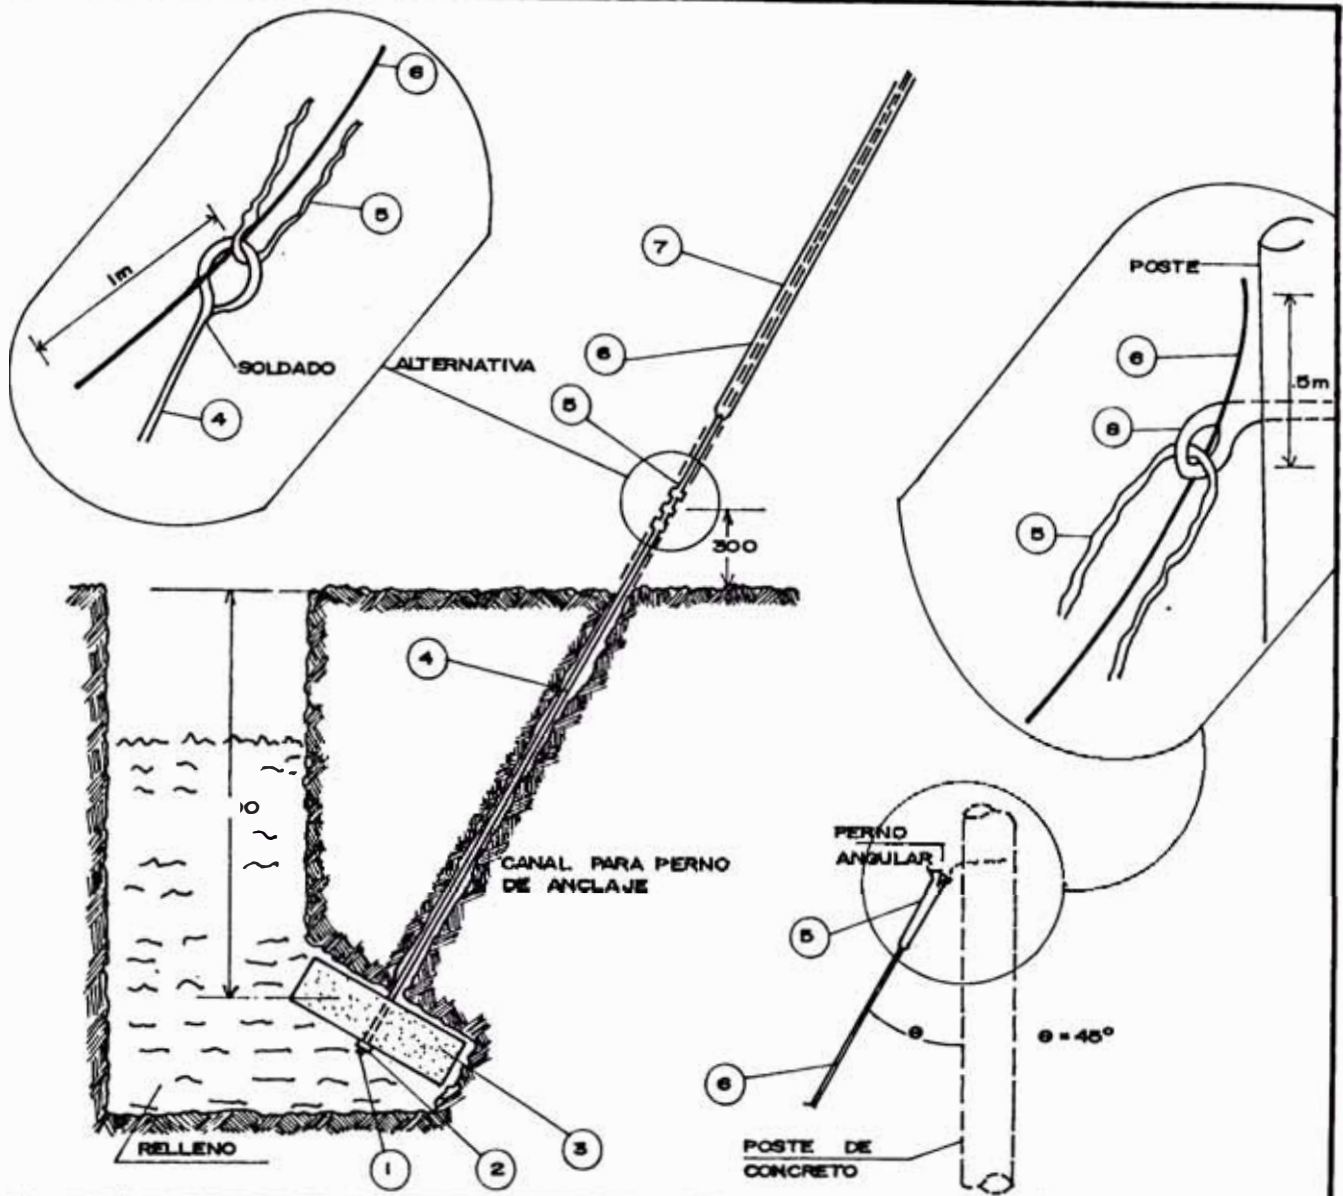 6
5
1m
SOLDADO
4
ALTERNATIVA
7
6
5
300
4
CANAL PARA PERNO
DE ANCLAJE
RELLENO
1
2
3
POSTE
6
.5m
8
5
PERNO
ANGULAR
5
θ
θ = 45°
6
POSTE DE
CONCRETO